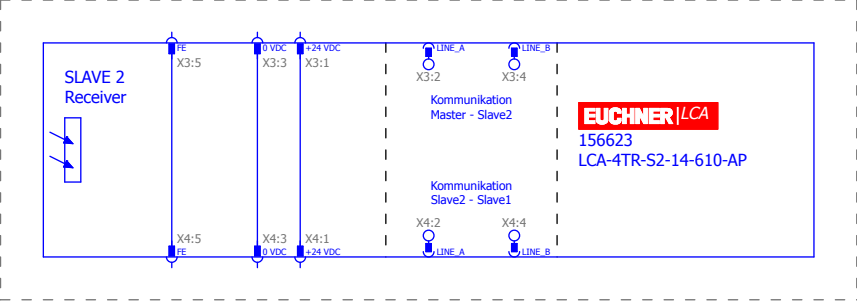 FE
0 VDC
+24 VDC
LINE_A
LINE_B
X3:5
X3:3
X3:1
X3:2
X3:4
SLAVE 2
Receiver
Kommunikation
Master - Slave2
EUCHNER|LCA
156623
LCA-4TR-S2-14-610-AP
Kommunikation
Slave2 - Slave1
X4:5
X4:3
X4:1
X4:2
X4:4
FE
0 VDC
+24 VDC
LINE_A
LINE_B